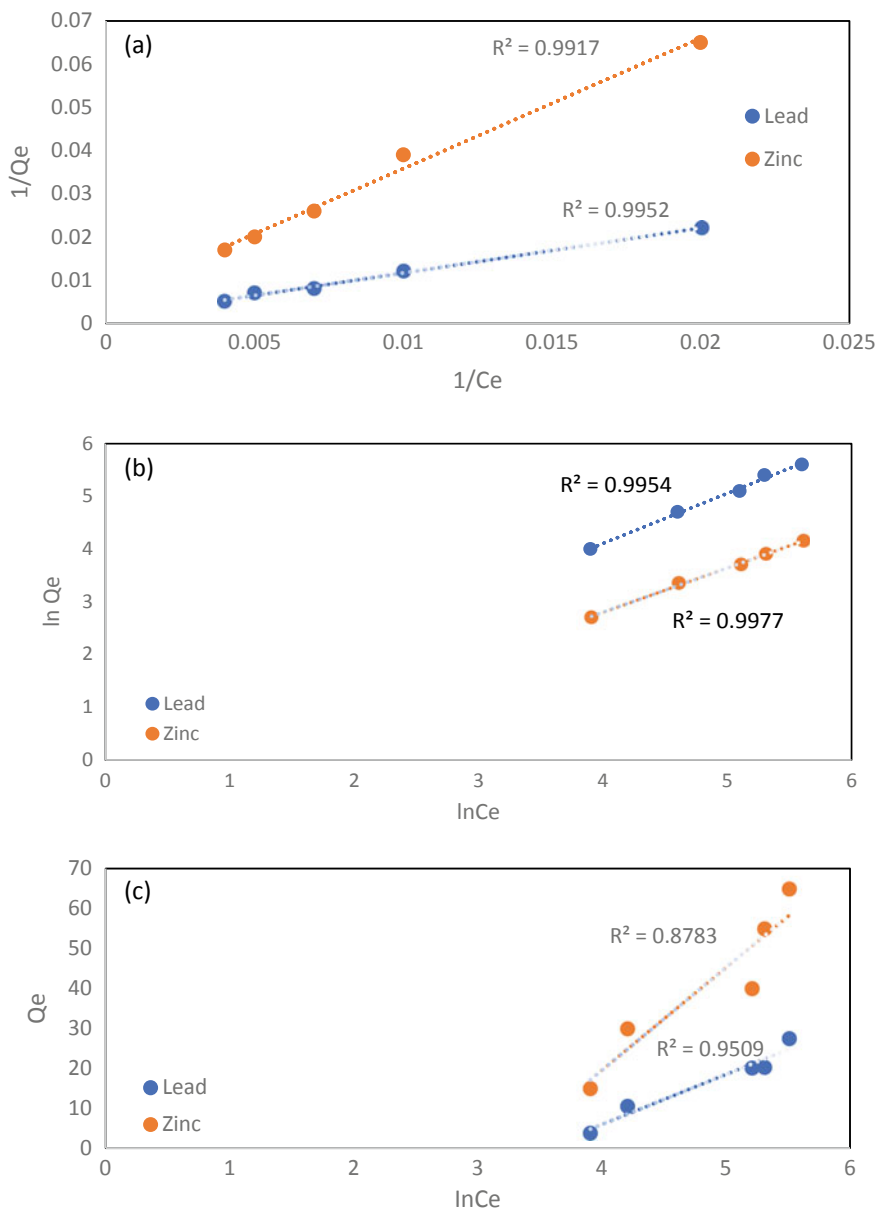 0.07
(a)
R² = 0.9917
0.06
0.05
Lead
0.04
Zinc
1/Qe
0.03
R² = 0.9952
0.02
0.01
0
0 0.005 0.01 0.015 0.02 0.025
1/Ce
6
(b)
5
R² = 0.9954
4
ln Qe
3
R² = 0.9977
2
1
Lead
Zinc
0
0 1 2 3 4 5 6
lnCe
70
(c)
60
R² = 0.8783
50
40
Qe
30
R² = 0.9509
20
Lead
10
Zinc
0
0 1 2 3 4 5 6
lnCe